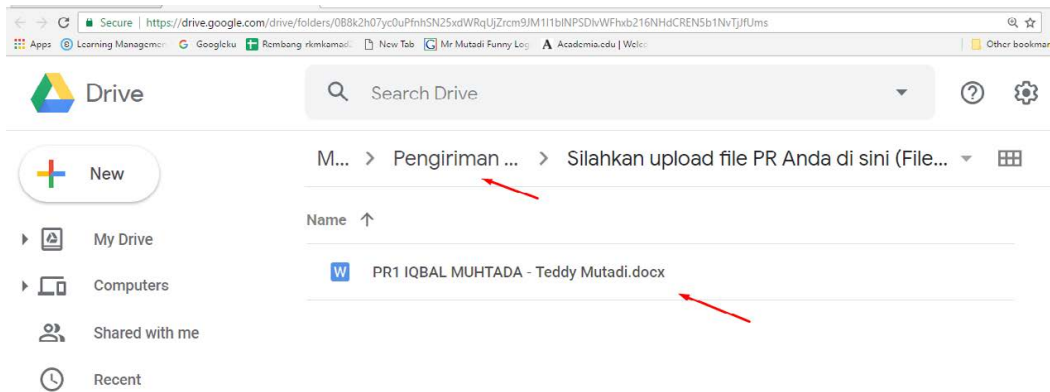 Secure | https://drive.google.com/drive/folders/0B8k2h07yc0uPfnhSN25xdWRqUjZrcm9JM1I1blNPSDlvWFhxb216NHdCREN5b1NvTjJfUms
Apps Learning Managemen Googleku Rembang rkmkamad New Tab Mr Mutadi Funny Log Academia.edu | Welc Other bookmar
Drive
Search Drive
M... > Pengiriman ... > Silahkan upload file PR Anda di sini (File...
New
Name
My Drive
PR1 IQBAL MUHTADA - Teddy Mutadi.docx
Computers
Shared with me
Recent